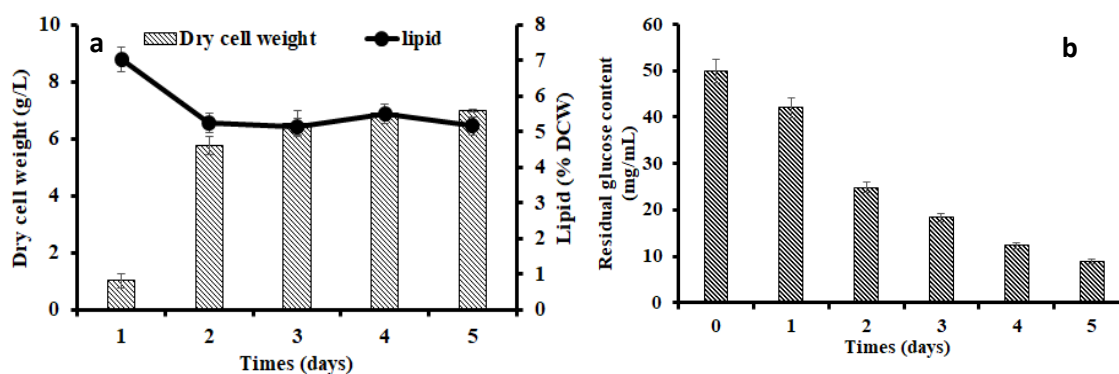 a
Dry cell weight
lipid
Dry cell weight (g/L)
10
8
6
4
2
0
Lipid (% DCW)
8
7
6
5
4
3
2
1
0
1 2 3 4 5
Times (days)
b
Residual glucose content
(mg/mL)
60
50
40
30
20
10
0
0 1 2 3 4 5
Times (days)